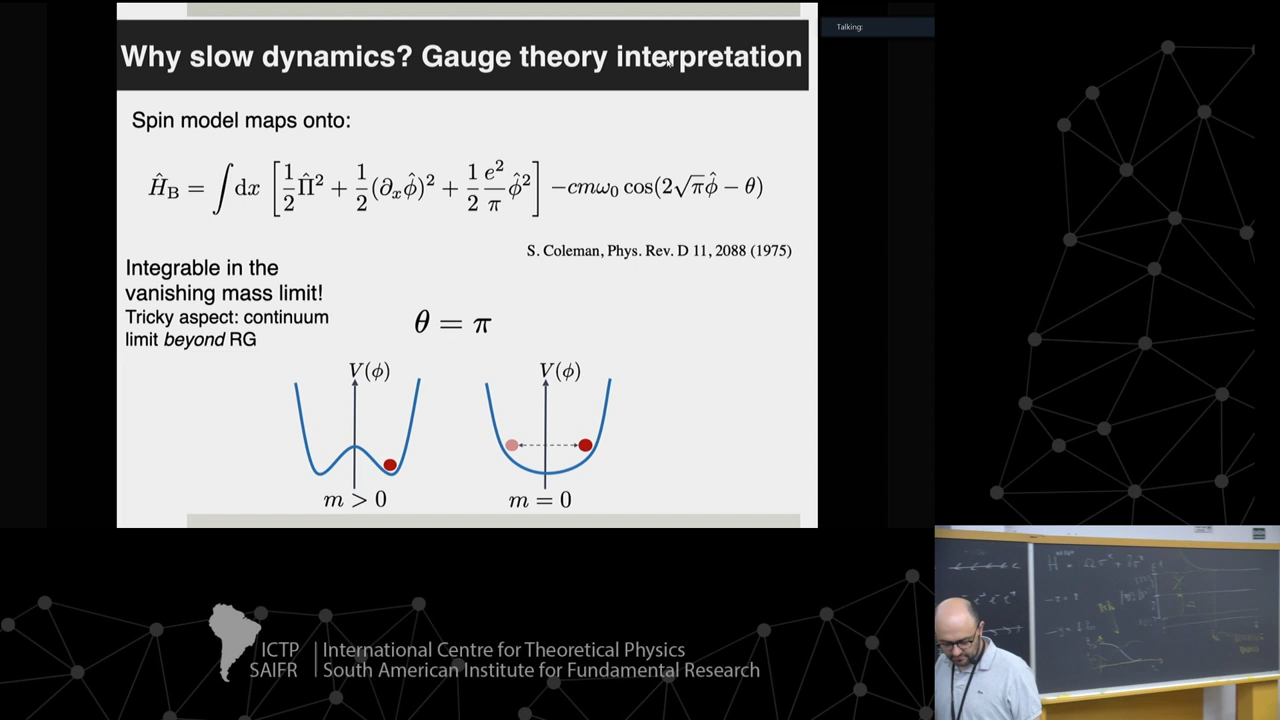 Talking:
Why slow dynamics? Gauge theory interpretation
Spin model maps onto:
Ĥ_B = ∫dx [½ Π̂² + ½ (∂ₓφ̂)² + ½ e²/π φ̂²] −cmω₀ cos(2√π φ̂ − θ)
S. Coleman, Phys. Rev. D 11, 2088 (1975)
Integrable in the
vanishing mass limit!
Tricky aspect: continuum
limit beyond RG
θ = π
V(ϕ)
V(ϕ)
m > 0
m = 0
ICTP
SAIFR
International Centre for Theoretical Physics
South American Institute for Fundamental Research